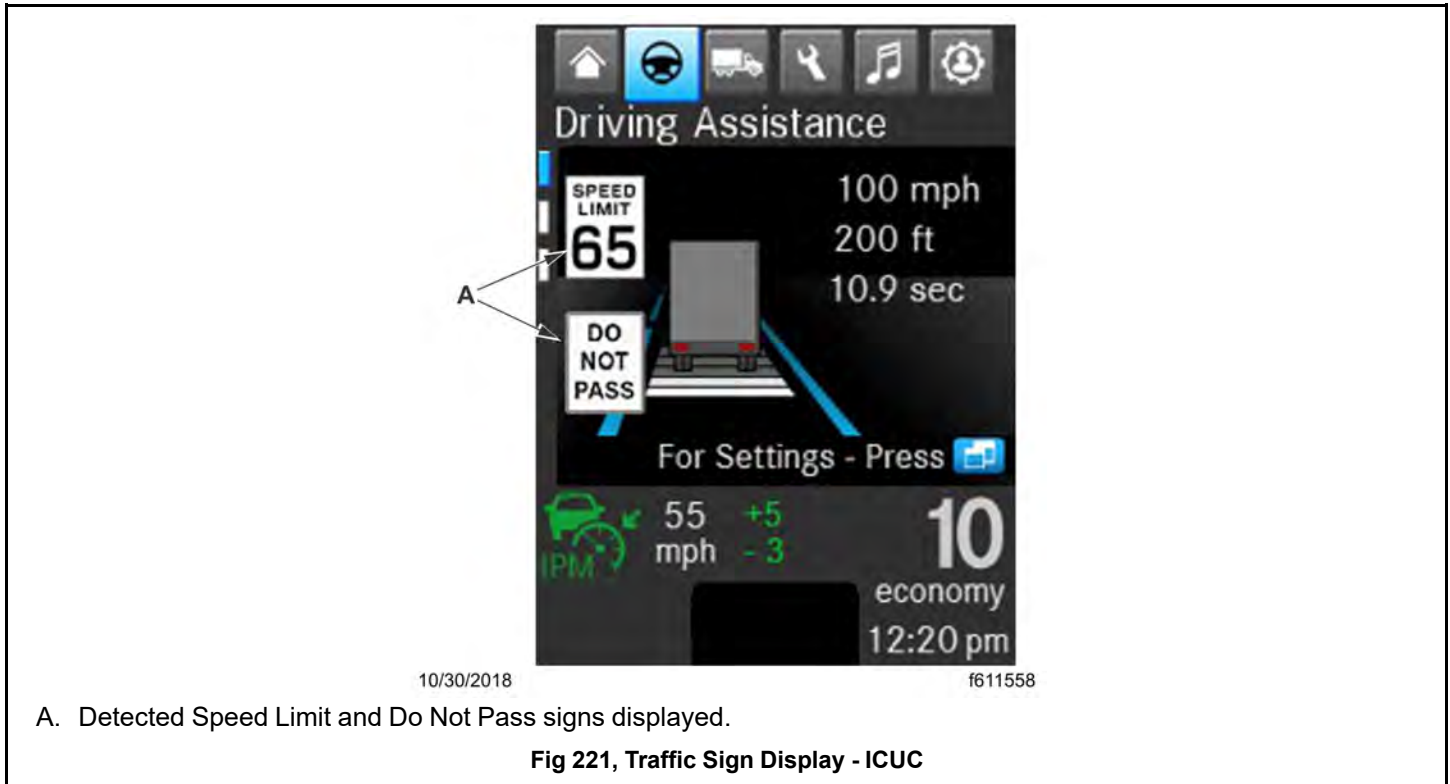 Driving Assistance
SPEED
LIMIT
65
100 mph
200 ft
10.9 sec
A
DO
NOT
PASS
For Settings - Press
IPM
55
mph
+5
- 3
10
economy
12:20 pm
10/30/2018
f611558
A. Detected Speed Limit and Do Not Pass signs displayed.
Fig 221, Traffic Sign Display - ICUC